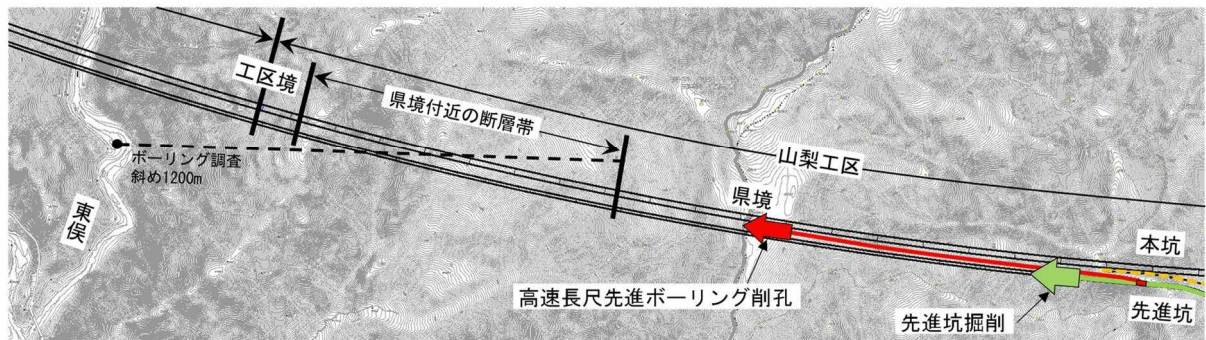 工区境
県境付近の断層帯
ボーリング調査
斜め1200m
東俣
山梨工区
県境
高速長尺先進ボーリング削孔
本坑
先進坑掘削
先進坑